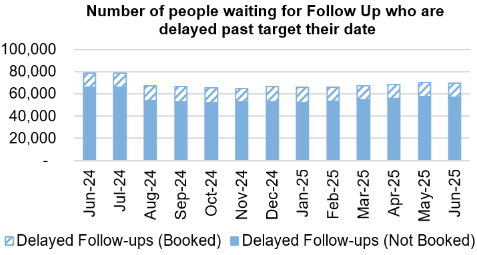 Number of people waiting for Follow Up who are
delayed past target their date
100,000
80,000
60,000
40,000
20,000
-
Jun-24
Jul-24
Aug-24
Sep-24
Oct-24
Nov-24
Dec-24
Jan-25
Feb-25
Mar-25
Apr-25
May-25
Jun-25
Delayed Follow-ups (Booked) Delayed Follow-ups (Not Booked)